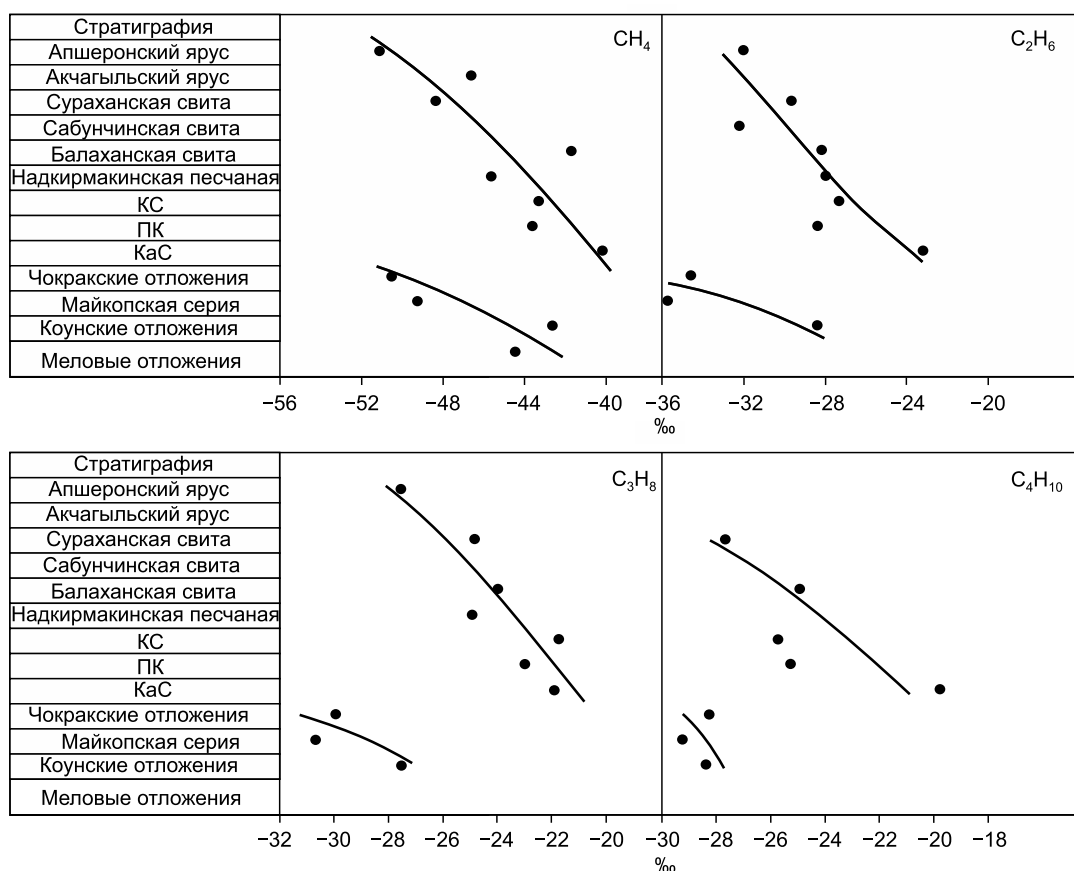 Стратиграфия
Апшеронский ярус
Акчагыльский ярус
Сураханская свита
Сабунчинская свита
Балаханская свита
Надкирмакинская песчаная
КС
ПК
КаС
Чокракские отложения
Майкопская серия
Коунские отложения
Меловые отложения
CH₄
C₂H₆
−56 −52 −48 −44 −40 −36 −32 −28 −24 −20
‰
Стратиграфия
Апшеронский ярус
Акчагыльский ярус
Сураханская свита
Сабунчинская свита
Балаханская свита
Надкирмакинская песчаная
КС
ПК
КаС
Чокракские отложения
Майкопская серия
Коунские отложения
Меловые отложения
C₃H₈
C₄H₁₀
−32 −30 −28 −26 −24 −22 −30 −28 −26 −24 −22 −20 −18
‰